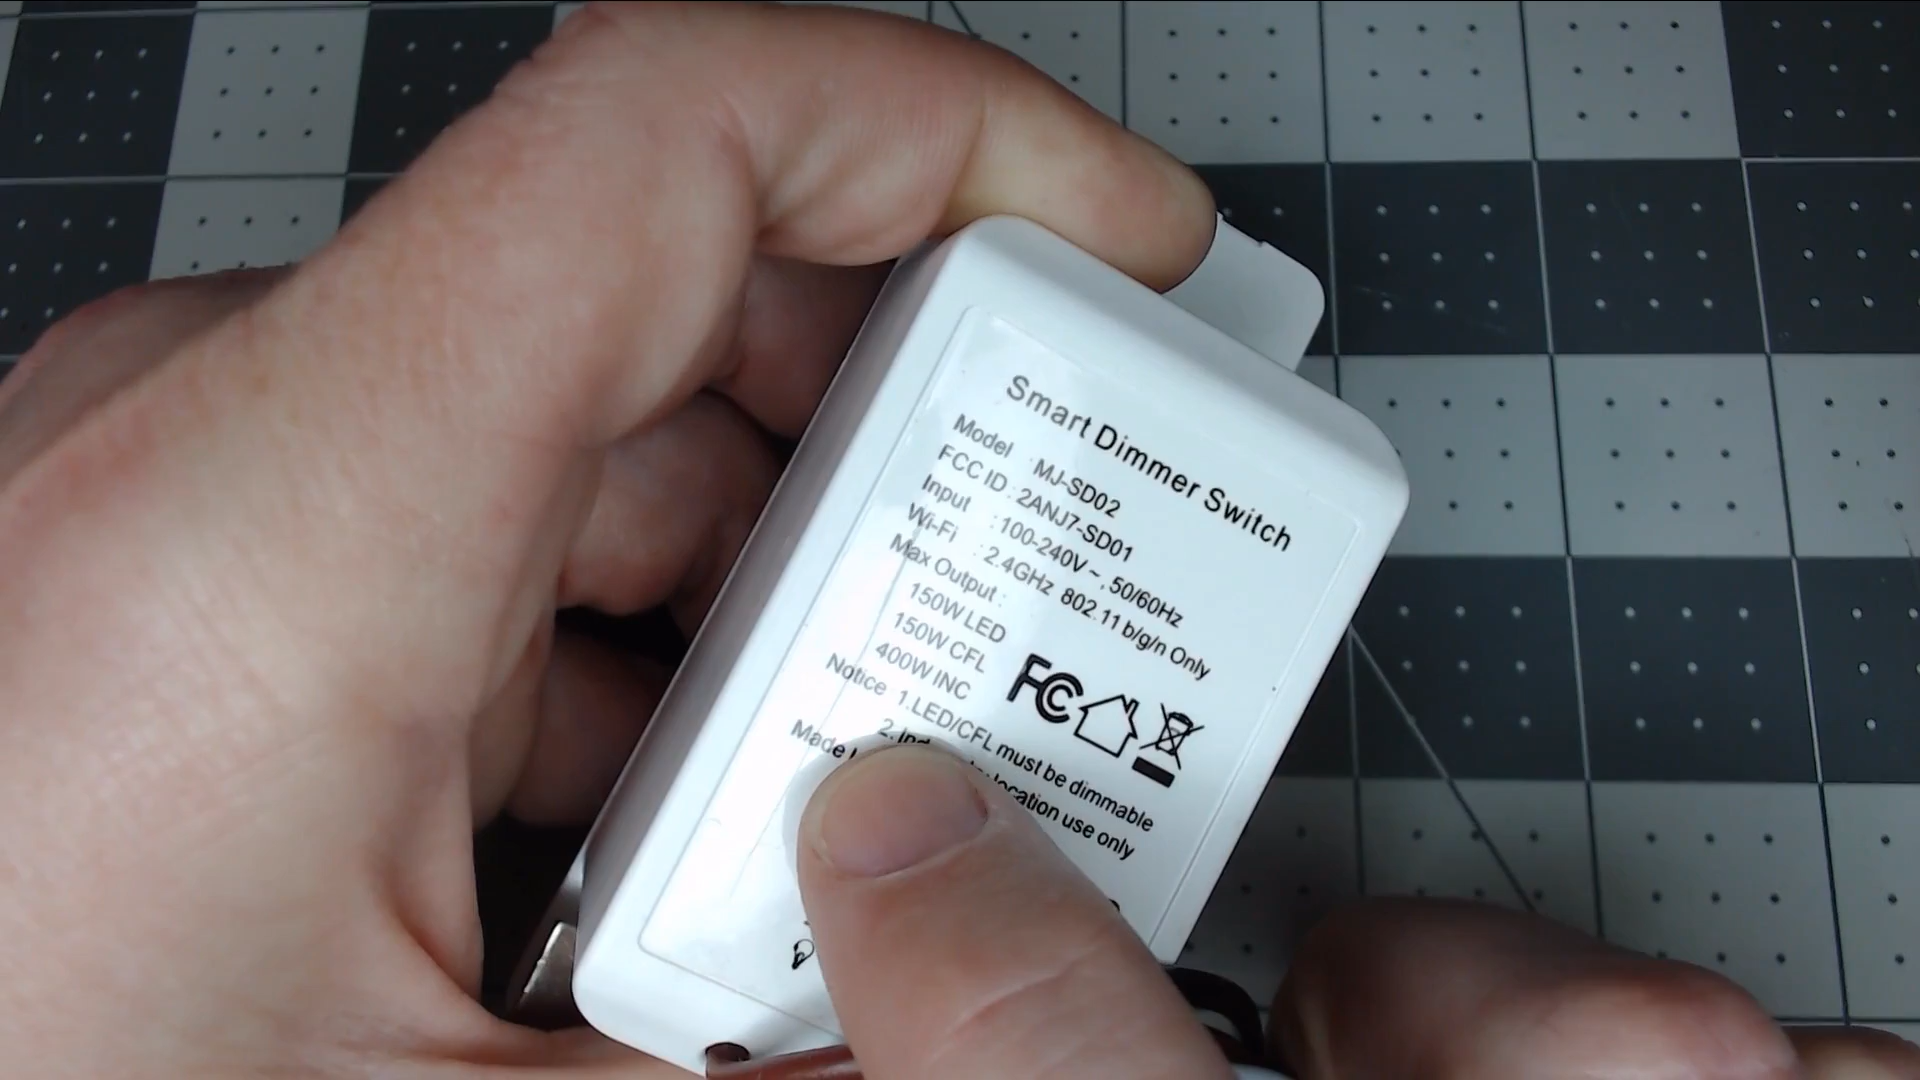 Smart Dimmer Switch
Model : MJ-SD02
FCC ID : 2ANJ7-SD01
Input : 100-240V~, 50/60Hz
Wi-Fi : 2.4GHz 802.11 b/g/n Only
Max Output :
150W LED
150W CFL
400W INC
FC
Notice 1.LED/CFL must be dimmable
2. location use only
Made